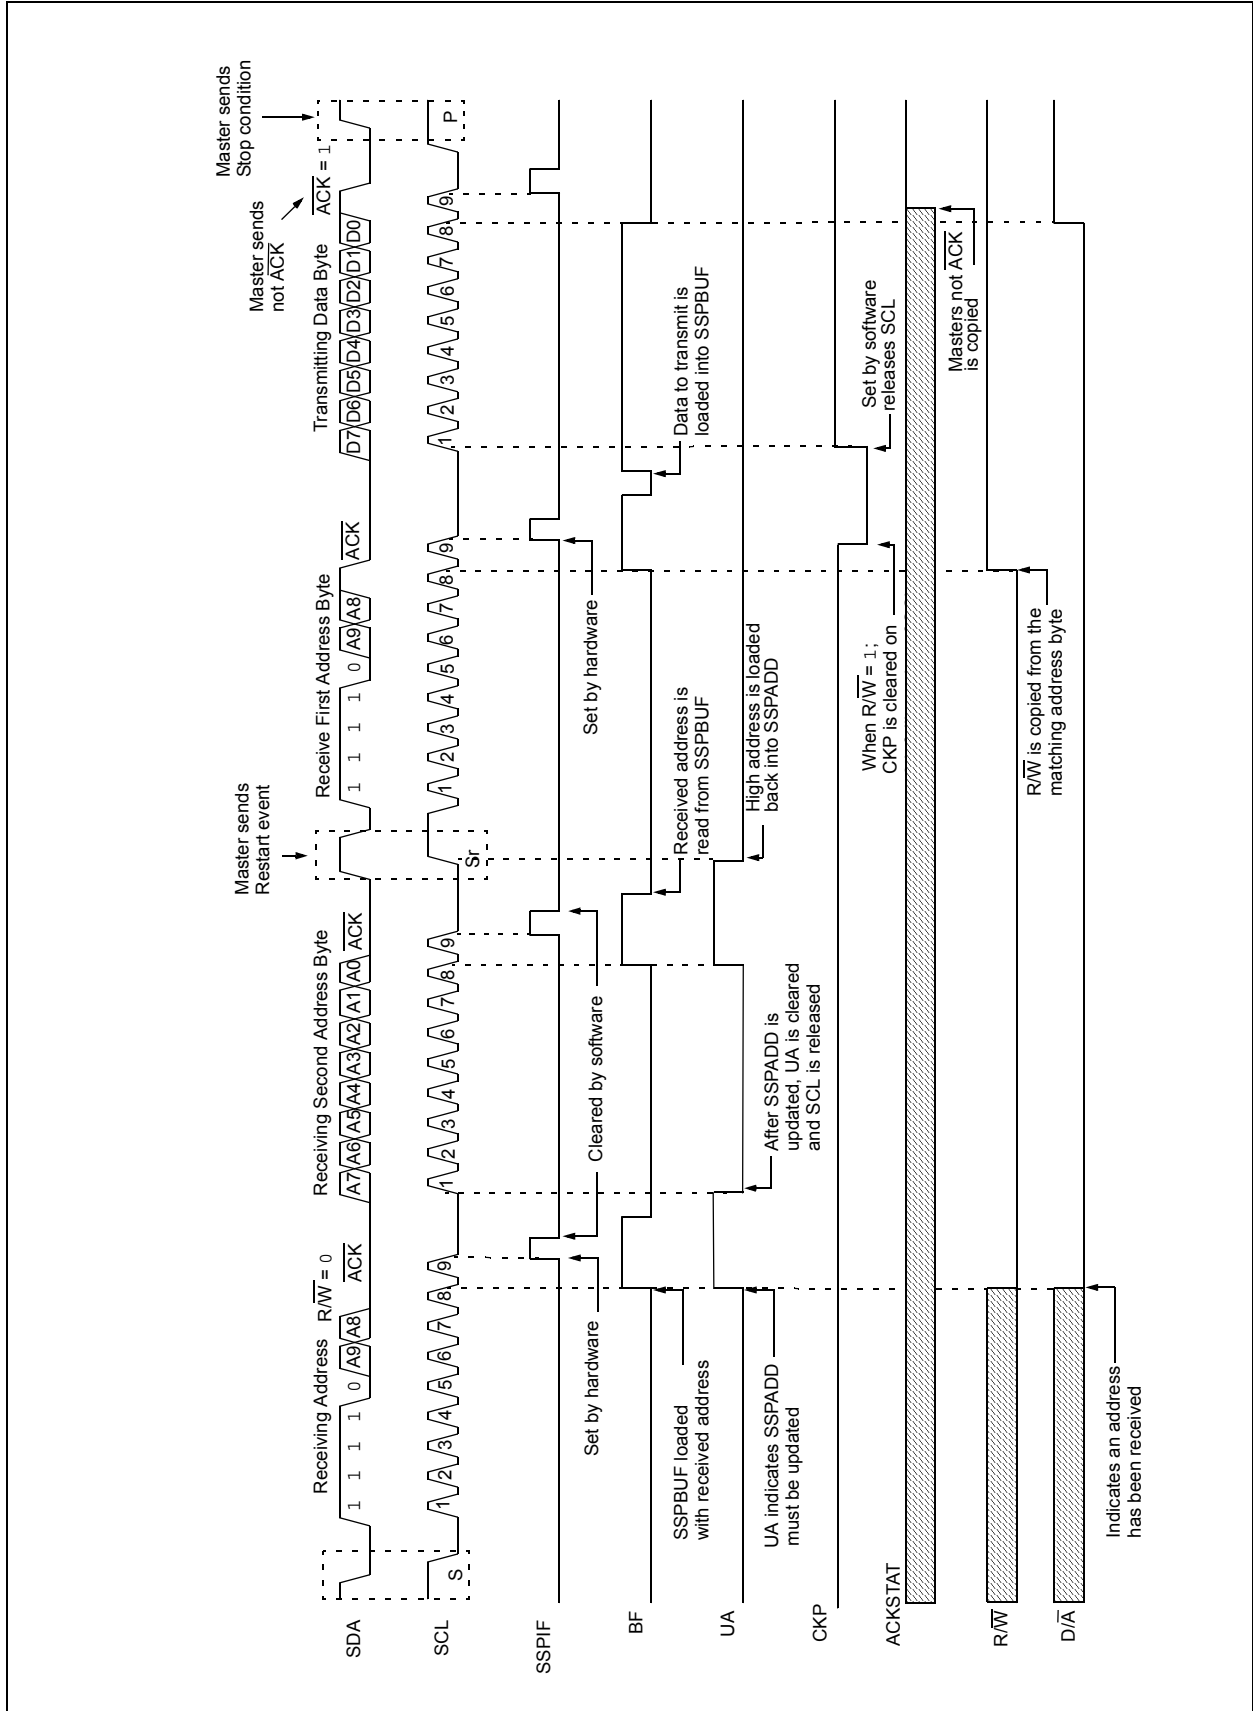 Master sends
Stop condition
Master sends
not ACK
Master sends
Restart event
Receiving Address R/W = 0
Receiving Second Address Byte
Receive First Address Byte
Transmitting Data Byte
ACK = 1
SDA
1 1 1 1 0 A9 A8 ACK
A7 A6 A5 A4 A3 A2 A1 A0 ACK
1 1 1 1 0 A9 A8 ACK
D7 D6 D5 D4 D3 D2 D1 D0
SCL
S
1 2 3 4 5 6 7 8 9
1 2 3 4 5 6 7 8 9
Sr
1 2 3 4 5 6 7 8 9
1 2 3 4 5 6 7 8 9
P
SSPIF
Set by hardware
Cleared by software
Set by hardware
BF
SSPBUF loaded
with received address
Received address is
read from SSPBUF
Data to transmit is
loaded into SSPBUF
UA
UA indicates SSPADD
must be updated
After SSPADD is
updated, UA is cleared
and SCL is released
High address is loaded
back into SSPADD
CKP
When R/W = 1;
CKP is cleared on
Set by software
releases SCL
ACKSTAT
Masters not ACK
is copied
R/W
R/W is copied from the
matching address byte
D/A
Indicates an address
has been received